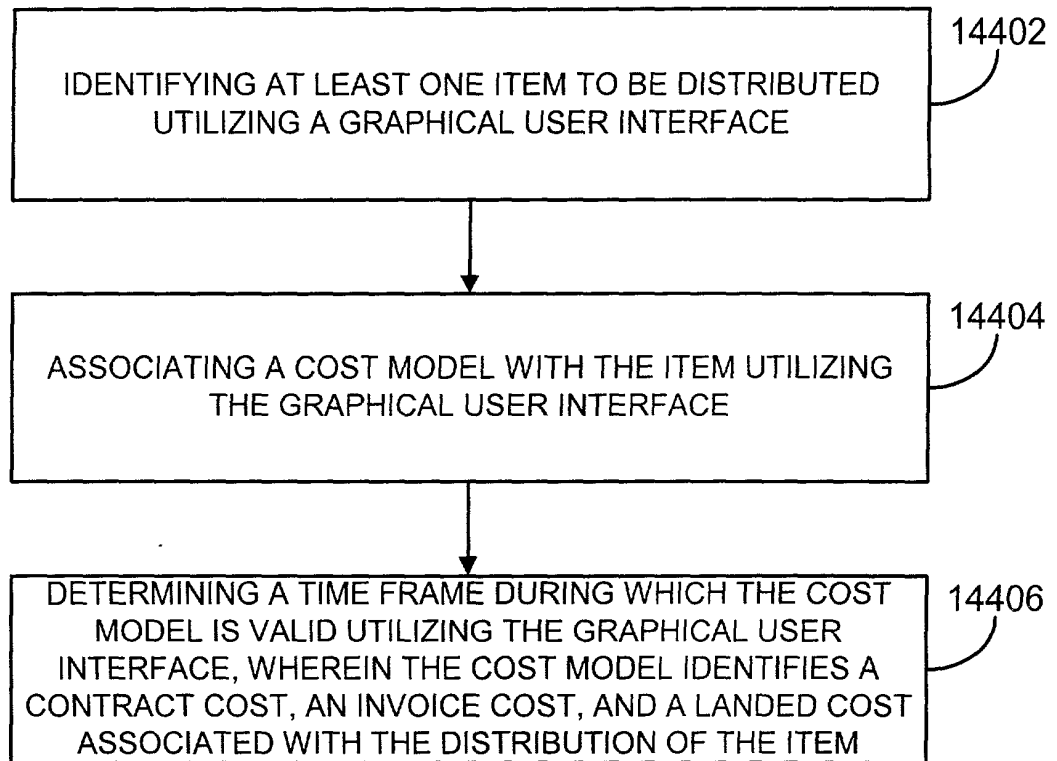 14402
IDENTIFYING AT LEAST ONE ITEM TO BE DISTRIBUTED
UTILIZING A GRAPHICAL USER INTERFACE
14404
ASSOCIATING A COST MODEL WITH THE ITEM UTILIZING
THE GRAPHICAL USER INTERFACE
14406
DETERMINING A TIME FRAME DURING WHICH THE COST
MODEL IS VALID UTILIZING THE GRAPHICAL USER
INTERFACE, WHEREIN THE COST MODEL IDENTIFIES A
CONTRACT COST, AN INVOICE COST, AND A LANDED COST
ASSOCIATED WITH THE DISTRIBUTION OF THE ITEM